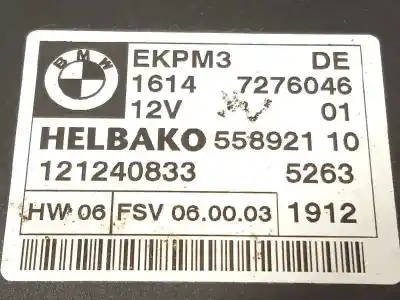 BMW
EKPM3 DE
1614 7276046
12V 01
HELBAKO 558921 10
121240833 5263
HW 06 FSV 06.00.03 1912